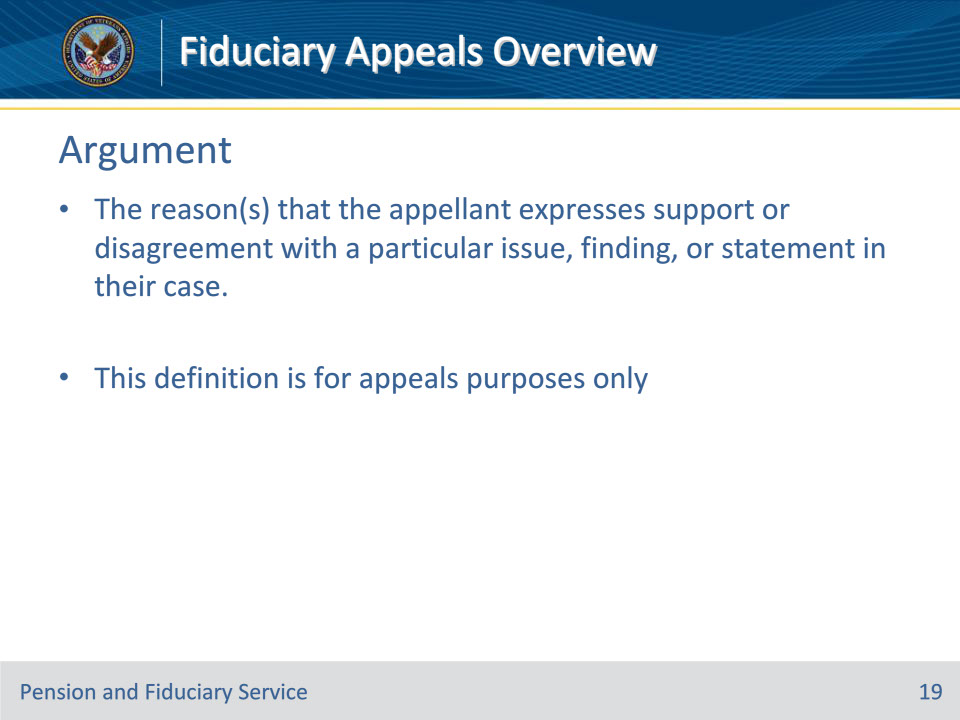 Fiduciary Appeals Overview
Argument
• The reason(s) that the appellant expresses support or
disagreement with a particular issue, finding, or statement in
their case.
• This definition is for appeals purposes only
Pension and Fiduciary Service
19